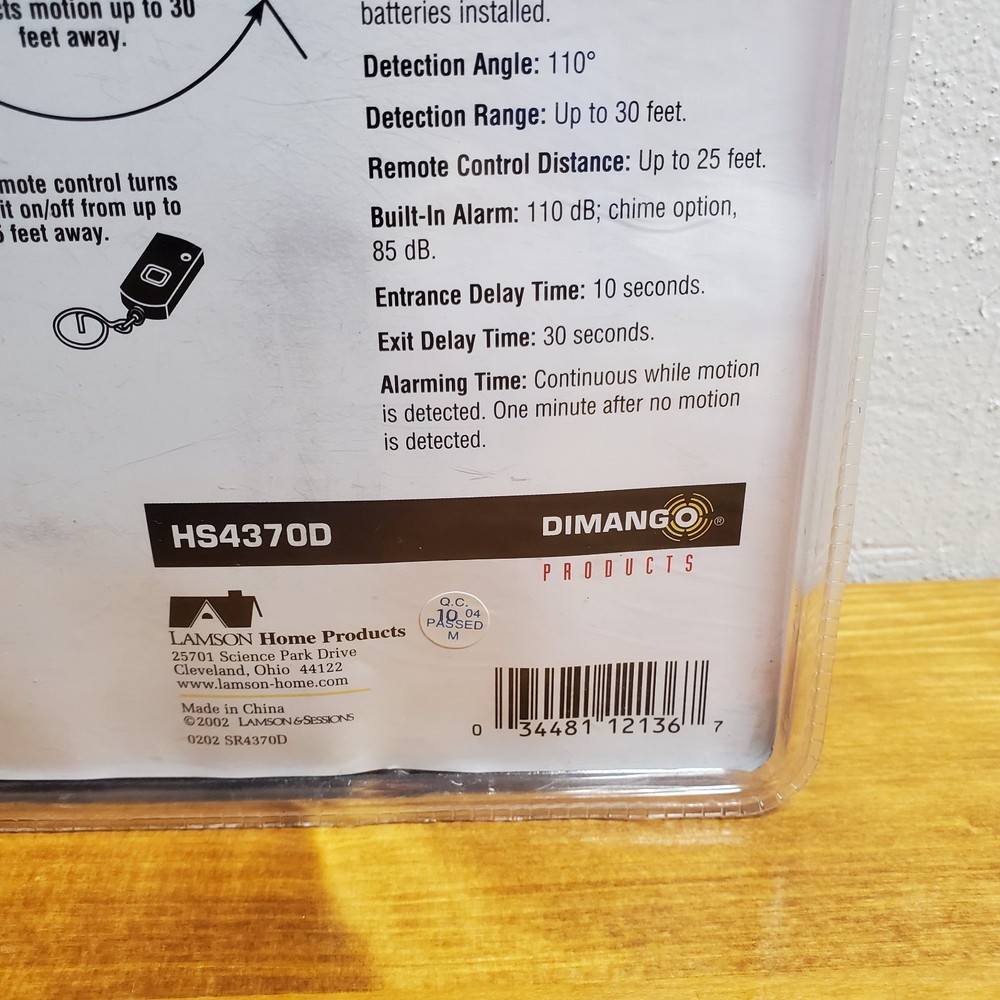 cts motion up to 30
feet away.
mote control turns
it on/off from up to
5 feet away.
batteries installed.
Detection Angle: 110°
Detection Range: Up to 30 feet.
Remote Control Distance: Up to 25 feet.
Built-In Alarm: 110 dB; chime option,
85 dB.
Entrance Delay Time: 10 seconds.
Exit Delay Time: 30 seconds.
Alarming Time: Continuous while motion
is detected. One minute after no motion
is detected.
HS4370D
DIMANGO®
PRODUCTS
LAMSON Home Products
25701 Science Park Drive
Cleveland, Ohio 44122
www.lamson-home.com
Made in China
©2002 LAMSON & SESSIONS
0202 SR4370D
Q.C.
10 04
PASSED
M
0 34481 12136 7